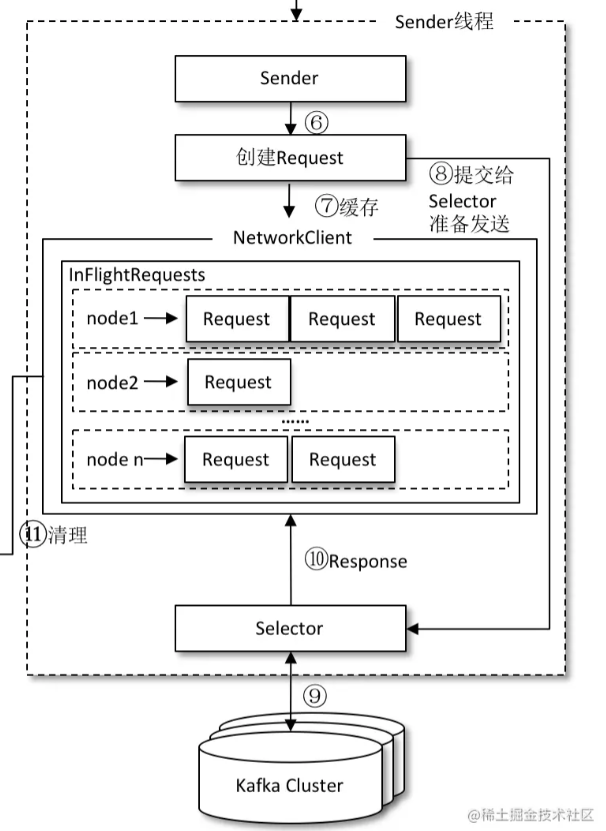 Sender线程
Sender
⑥
创建Request
⑧提交给
Selector
准备发送
⑦缓存
NetworkClient
InFlightRequests
node1 Request Request Request
node2 Request
......
node n Request Request
⑪清理
⑩Response
Selector
⑨
Kafka Cluster
@稀土掘金技术社区